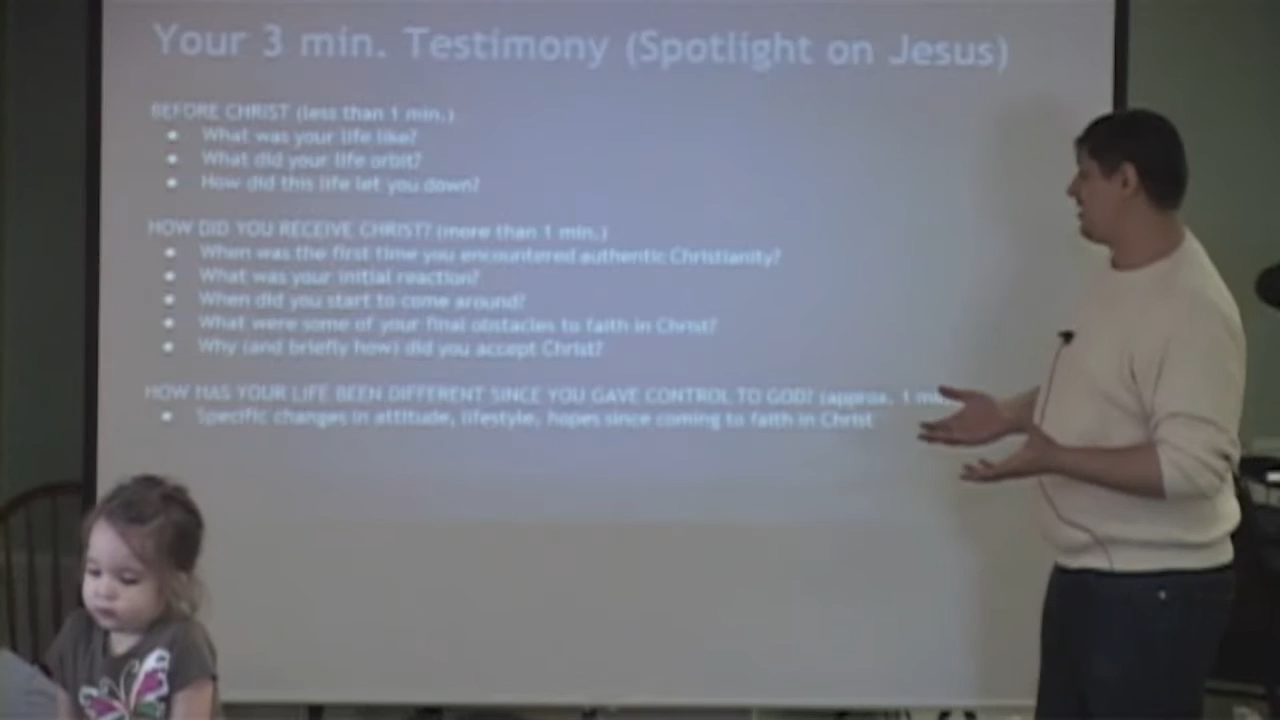 Your 3 min. Testimony (Spotlight on Jesus)
BEFORE CHRIST (less than 1 min.)
• What was your life like?
• What did your life orbit?
• How did this life let you down?
HOW DID YOU RECEIVE CHRIST? (more than 1 min.)
• When was the first time you encountered authentic Christianity?
• What was your initial reaction?
• When did you start to come around?
• What were some of your final obstacles to faith in Christ?
• Why (and briefly how) did you accept Christ?
HOW HAS YOUR LIFE BEEN DIFFERENT SINCE YOU GAVE CONTROL TO GOD? (approx. 1
• Specific changes in attitude, lifestyle, hopes since coming to faith in Christ